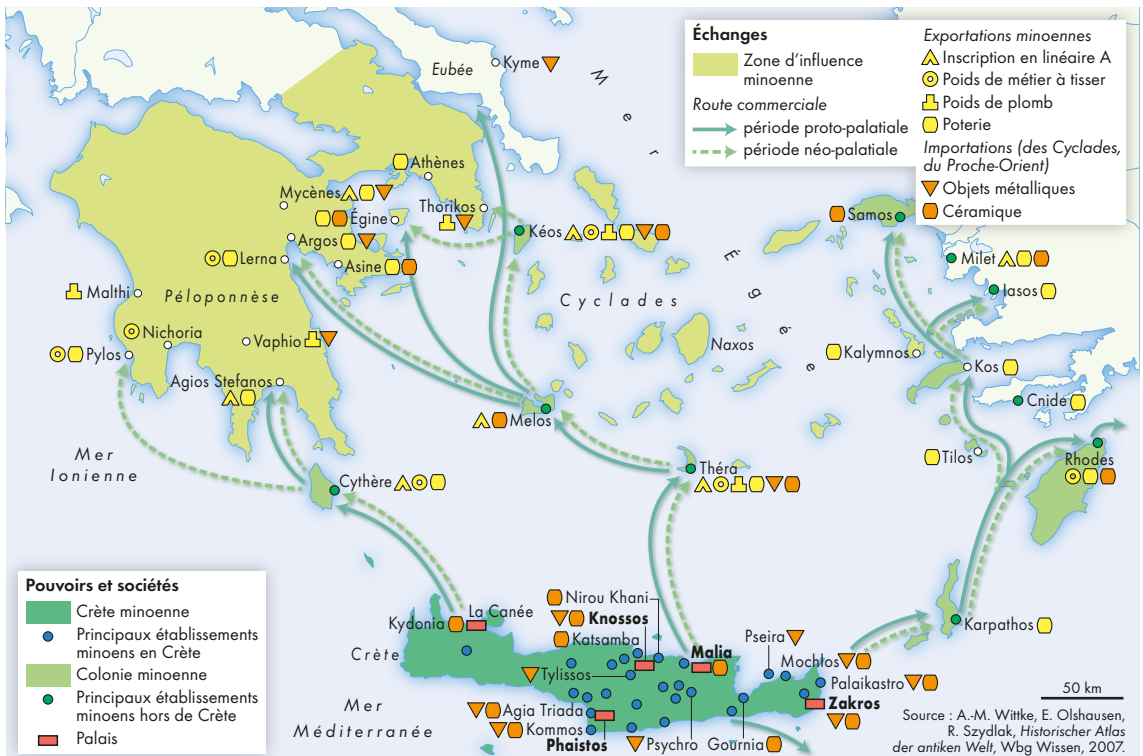 Échanges
Zone d'influence
minoenne
Route commerciale
période proto-palatiale
période néo-palatiale
Exportations minoennes
Inscription en linéaire A
Poids de métier à tisser
Poids de plomb
Poterie
Importations (des Cyclades,
du Proche-Orient)
Objets métalliques
Céramique
Eubée
Kyme
Mer Égée
Athènes
Mycènes
Thorikos
Égine
Kéos
Argos
Lerna
Asine
Samos
Milet
Iasos
Malthi
Péloponnèse
Cyclades
Nichoria
Vaphio
Pylos
Naxos
Kalymnos
Kos
Agios Stefanos
Cnide
Melos
Mer
Ionienne
Tilos
Rhodes
Théra
Cythère
Pouvoirs et sociétés
Crète minoenne
Principaux établissements
minoens en Crète
Colonie minoenne
Principaux établissements
minoens hors de Crète
Palais
La Canée
Kydonia
Nirou Khani
Knossos
Katsamba
Crète
Malia
Pseira
Karpathos
Mochlos
Tylissos
Palaikastro
Mer
Méditerranée
Agia Triada
Kommos
Phaistos
Psychro
Gournia
Zakros
50 km
Source : A.-M. Wittke, E. Olshausen,
R. Szydlak, Historischer Atlas
der antiken Welt, Wbg Wissen, 2007.